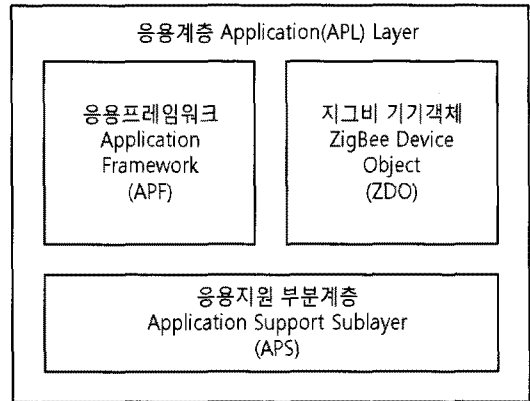 응용계층 Application(APL) Layer
응용프레임워크
Application
Framework
(APF)
지그비 기기객체
ZigBee Device
Object
(ZDO)
응용지원 부분계층
Application Support Sublayer
(APS)